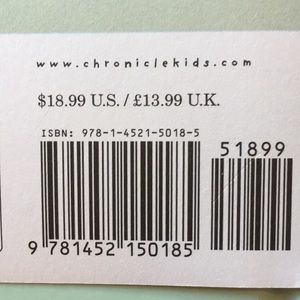 www.chroniclekids.com
$18.99 U.S. / £13.99 U.K.
ISBN: 978-1-4521-5018-5
51899
9 781452 150185